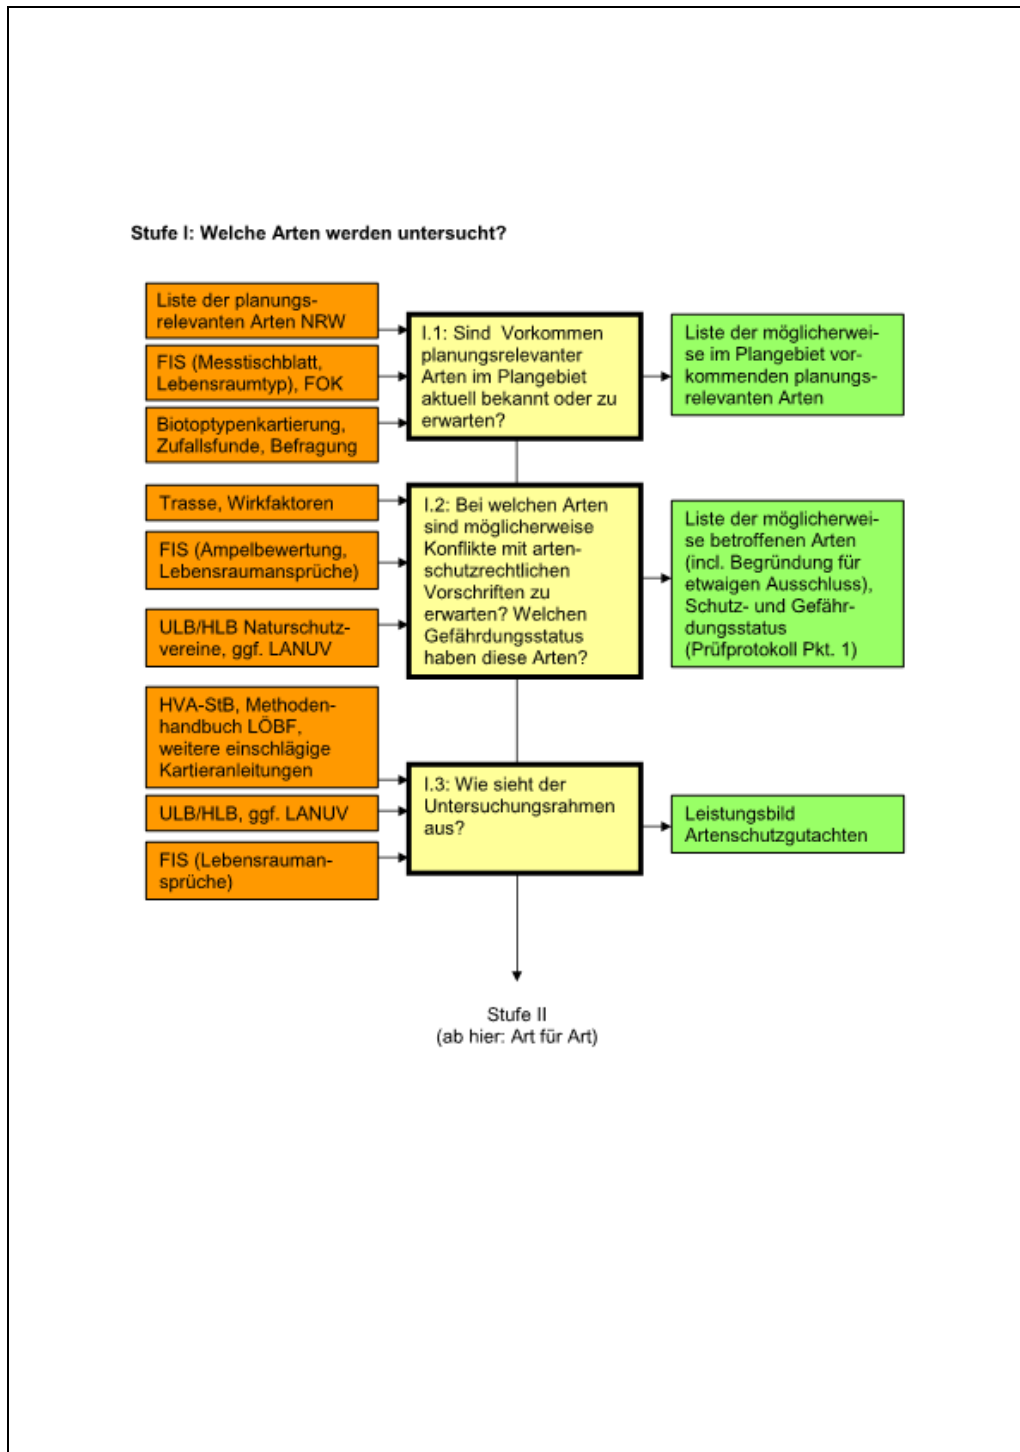 Stufe I: Welche Arten werden untersucht?
Liste der planungs-
relevanten Arten NRW
FIS (Messtischblatt,
Lebensraumtyp), FOK
Biotoptypenkartierung,
Zufallsfunde, Befragung
I.1: Sind  Vorkommen
planungsrelevanter
Arten im Plangebiet
aktuell bekannt oder zu
erwarten?
Liste der möglicherwei-
se im Plangebiet vor-
kommenden planungs-
relevanten Arten
Trasse, Wirkfaktoren
FIS (Ampelbewertung,
Lebensraumansprüche)
ULB/HLB Naturschutz-
vereine, ggf. LANUV
I.2: Bei welchen Arten
sind möglicherweise
Konflikte mit arten-
schutzrechtlichen
Vorschriften zu
erwarten? Welchen
Gefährdungsstatus
haben diese Arten?
Liste der möglicherwei-
se betroffenen Arten
(incl. Begründung für
etwaigen Ausschluss),
Schutz- und Gefähr-
dungsstatus
(Prüfprotokoll Pkt. 1)
HVA-StB, Methoden-
handbuch LÖBF,
weitere einschlägige
Kartieranleitungen
ULB/HLB, ggf. LANUV
FIS (Lebensrauman-
sprüche)
I.3: Wie sieht der
Untersuchungsrahmen
aus?
Leistungsbild
Artenschutzgutachten
Stufe II
(ab hier: Art für Art)